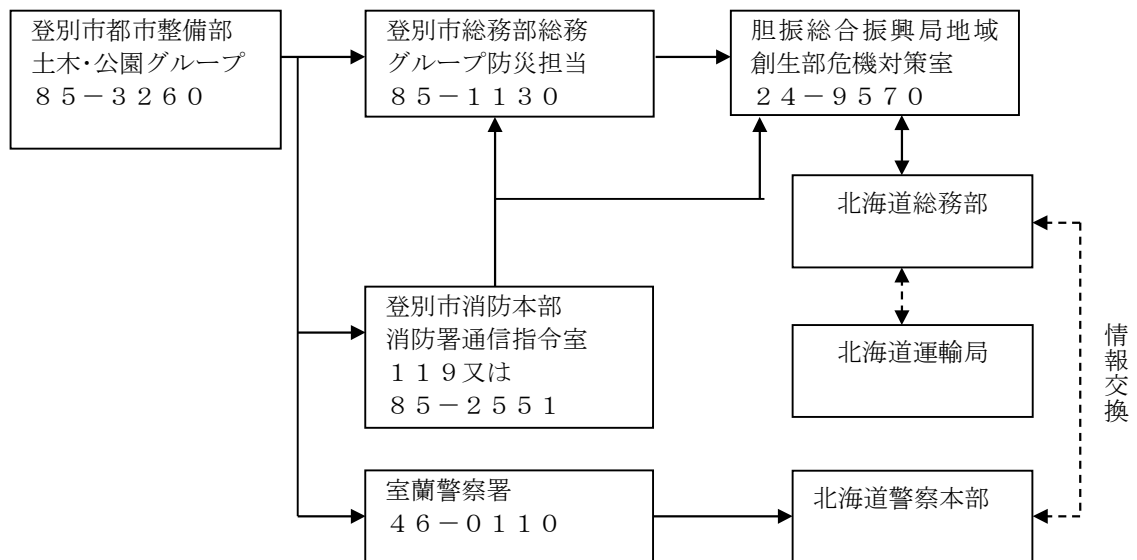 登別市都市整備部
土木・公園グループ
８５－３２６０
登別市総務部総務
グループ防災担当
８５－１１３０
胆振総合振興局地域
創生部危機対策室
２４－９５７０
北海道総務部
登別市消防本部
消防署通信指令室
１１９又は
８５－２５５１
北海道運輸局
情報交換
室蘭警察署
４６－０１１０
北海道警察本部